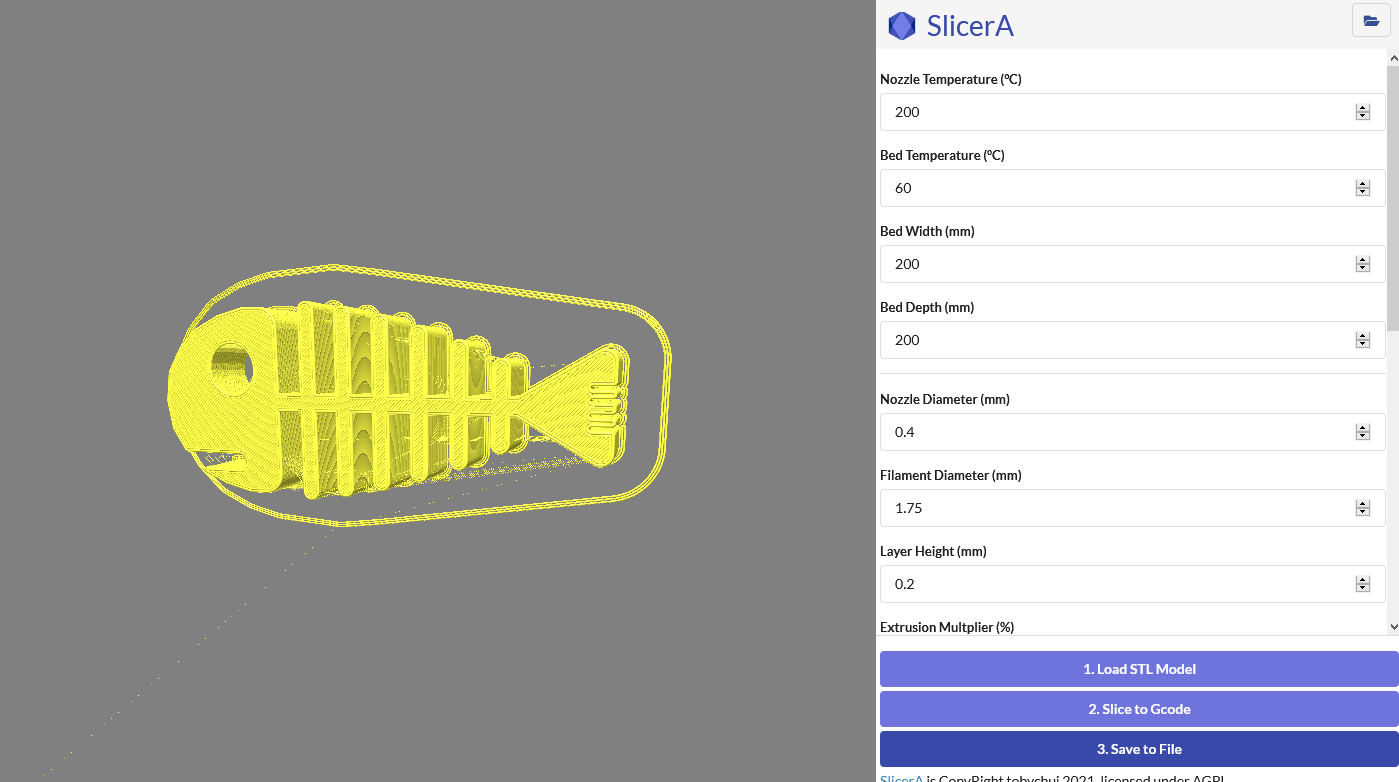 SlicerA
Nozzle Temperature (ºC)
200
Bed Temperature (ºC)
60
Bed Width (mm)
200
Bed Depth (mm)
200
Nozzle Diameter (mm)
0.4
Filament Diameter (mm)
1.75
Layer Height (mm)
0.2
Extrusion Multplier (%)
1. Load STL Model
2. Slice to Gcode
3. Save to File
SlicerA is CopyRight tobychui 2021, licensed under AGPL